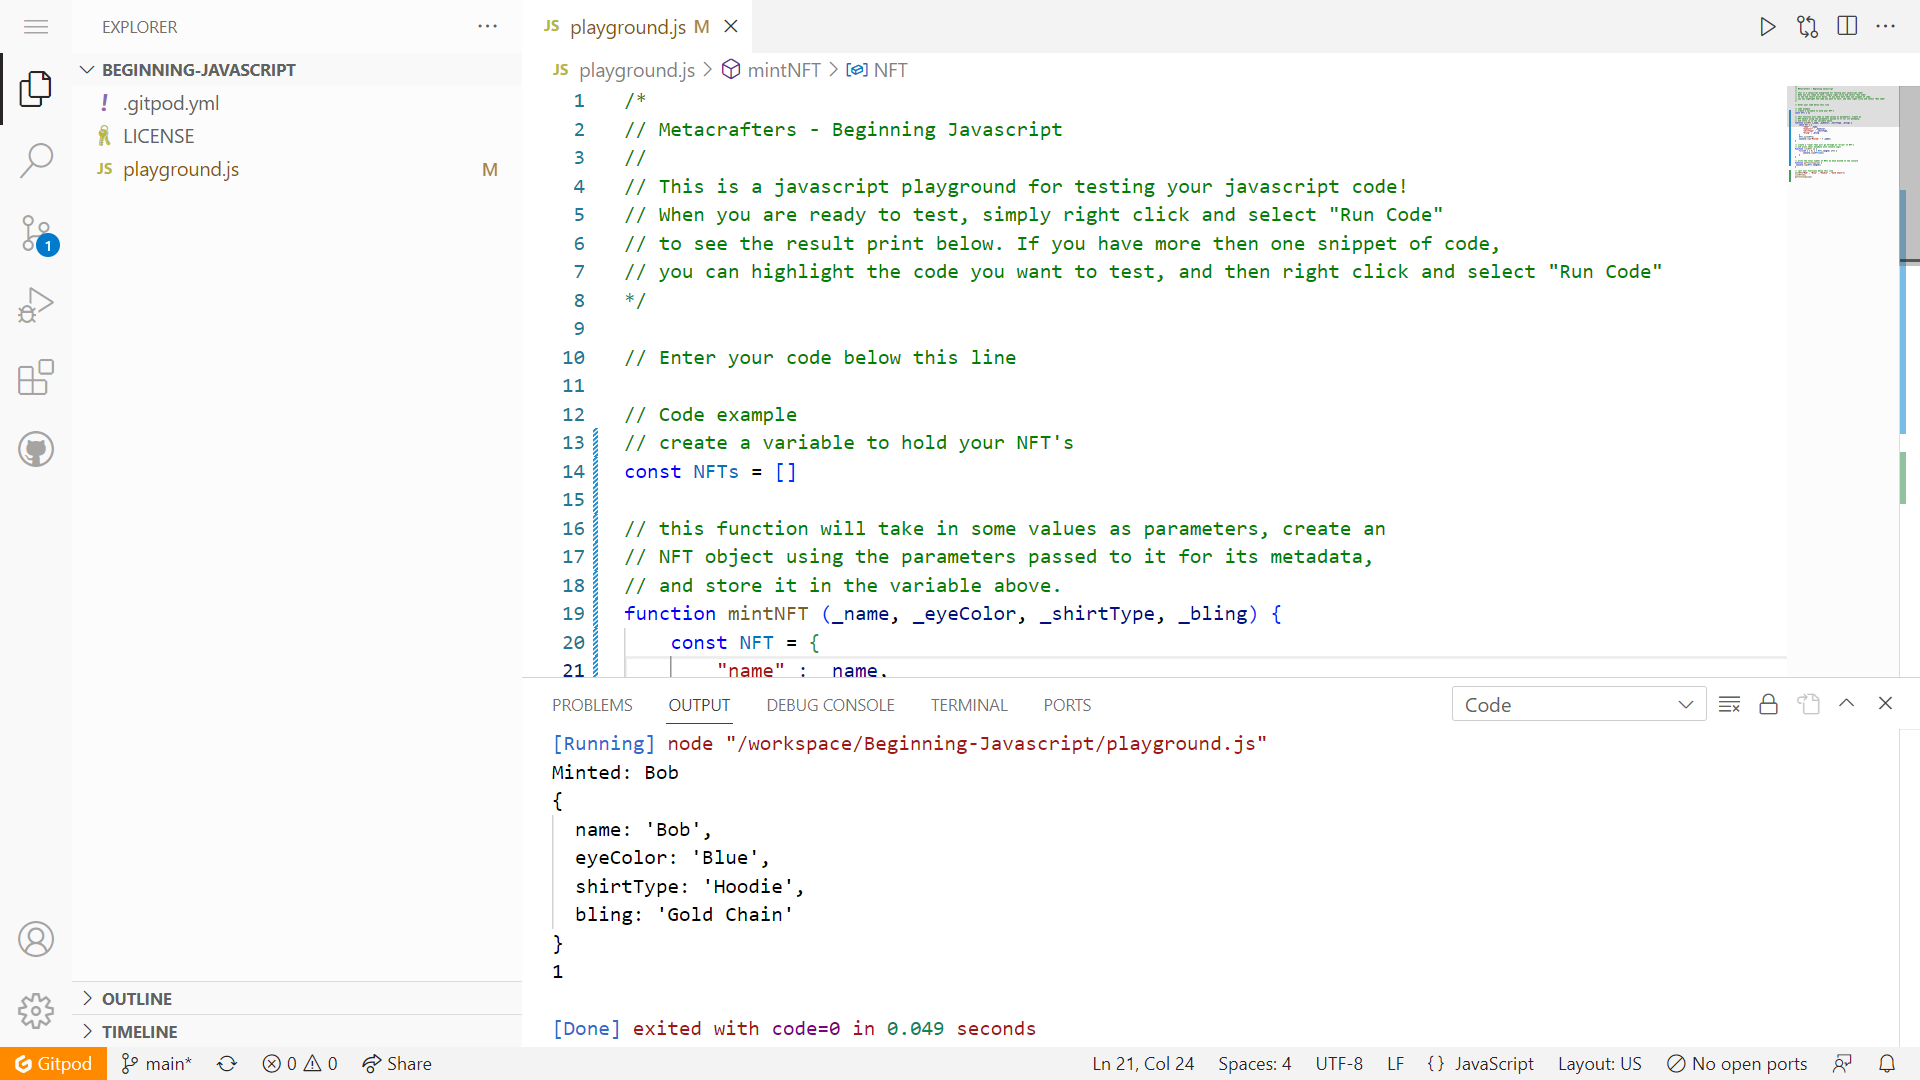 EXPLORER
BEGINNING-JAVASCRIPT
! .gitpod.yml
LICENSE
JS playground.js M
1
OUTLINE
TIMELINE
JS playground.js M
JS playground.js > mintNFT > NFT
1 /*
2 // Metacrafters - Beginning Javascript
3 //
4 // This is a javascript playground for testing your javascript code!
5 // When you are ready to test, simply right click and select "Run Code"
6 // to see the result print below. If you have more then one snippet of code,
7 // you can highlight the code you want to test, and then right click and select "Run Code"
8 */
9
10 // Enter your code below this line
11
12 // Code example
13 // create a variable to hold your NFT's
14 const NFTs = []
15
16 // this function will take in some values as parameters, create an
17 // NFT object using the parameters passed to it for its metadata,
18 // and store it in the variable above.
19 function mintNFT (_name, _eyeColor, _shirtType, _bling) {
20 const NFT = {
21 "name" : _name,
PROBLEMS OUTPUT DEBUG CONSOLE TERMINAL PORTS
Code
[Running] node "/workspace/Beginning-Javascript/playground.js"
Minted: Bob
{
name: 'Bob',
eyeColor: 'Blue',
shirtType: 'Hoodie',
bling: 'Gold Chain'
}
1
[Done] exited with code=0 in 0.049 seconds
Gitpod main* 0 0 Share Ln 21, Col 24 Spaces: 4 UTF-8 LF {} JavaScript Layout: US No open ports